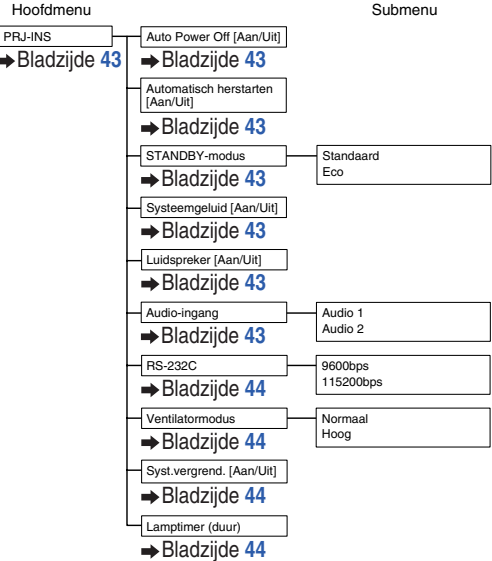 Hoofdmenu
Submenu
PRJ-INS
➡Bladzijde 43
Auto Power Off [Aan/Uit]
➡Bladzijde 43
Automatisch herstarten
[Aan/Uit]
➡Bladzijde 43
STANDBY-modus
➡Bladzijde 43
Standaard
Eco
Systeemgeluid [Aan/Uit]
➡Bladzijde 43
Luidspreker [Aan/Uit]
➡Bladzijde 43
Audio-ingang
➡Bladzijde 43
Audio 1
Audio 2
RS-232C
➡Bladzijde 44
9600bps
115200bps
Ventilatormodus
➡Bladzijde 44
Normaal
Hoog
Syst.vergrend. [Aan/Uit]
➡Bladzijde 44
Lamptimer (duur)
➡Bladzijde 44